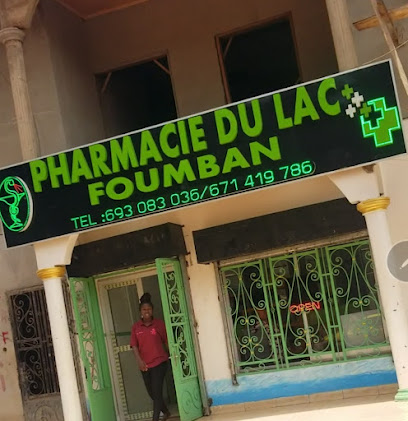 PHARMACIE DU LAC
FOUMBAN
TEL :693 083 036/671 419 786
OPEN